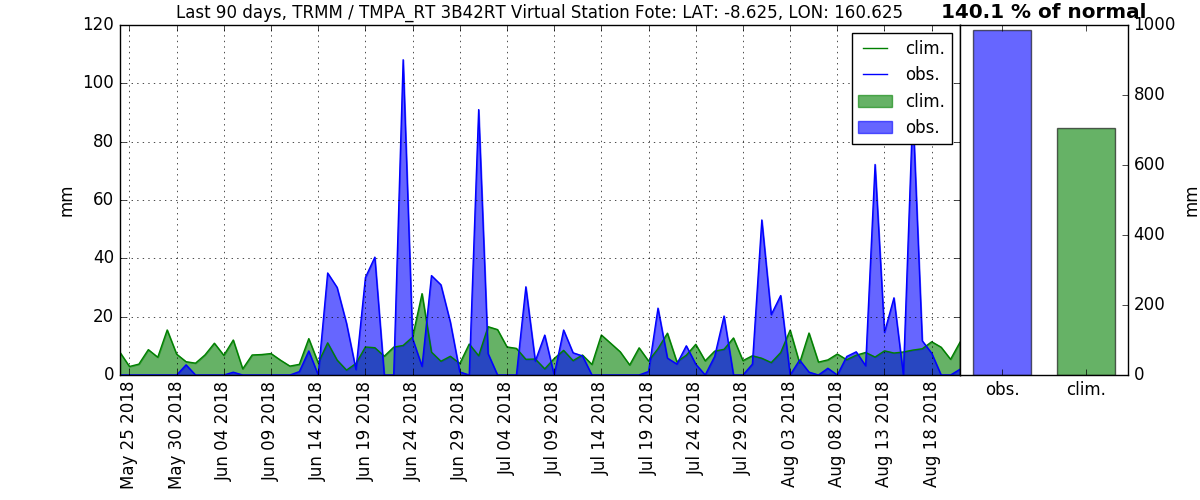 Last 90 days, TRMM / TMPA_RT 3B42RT Virtual Station Fote: LAT: -8.625, LON: 160.625
140.1 % of normal
120
100
80
60
40
20
0
mm
clim.
obs.
clim.
obs.
1000
800
600
400
200
0
mm
obs.
clim.
May 25 2018
May 30 2018
Jun 04 2018
Jun 09 2018
Jun 14 2018
Jun 19 2018
Jun 24 2018
Jun 29 2018
Jul 04 2018
Jul 09 2018
Jul 14 2018
Jul 19 2018
Jul 24 2018
Jul 29 2018
Aug 03 2018
Aug 08 2018
Aug 13 2018
Aug 18 2018